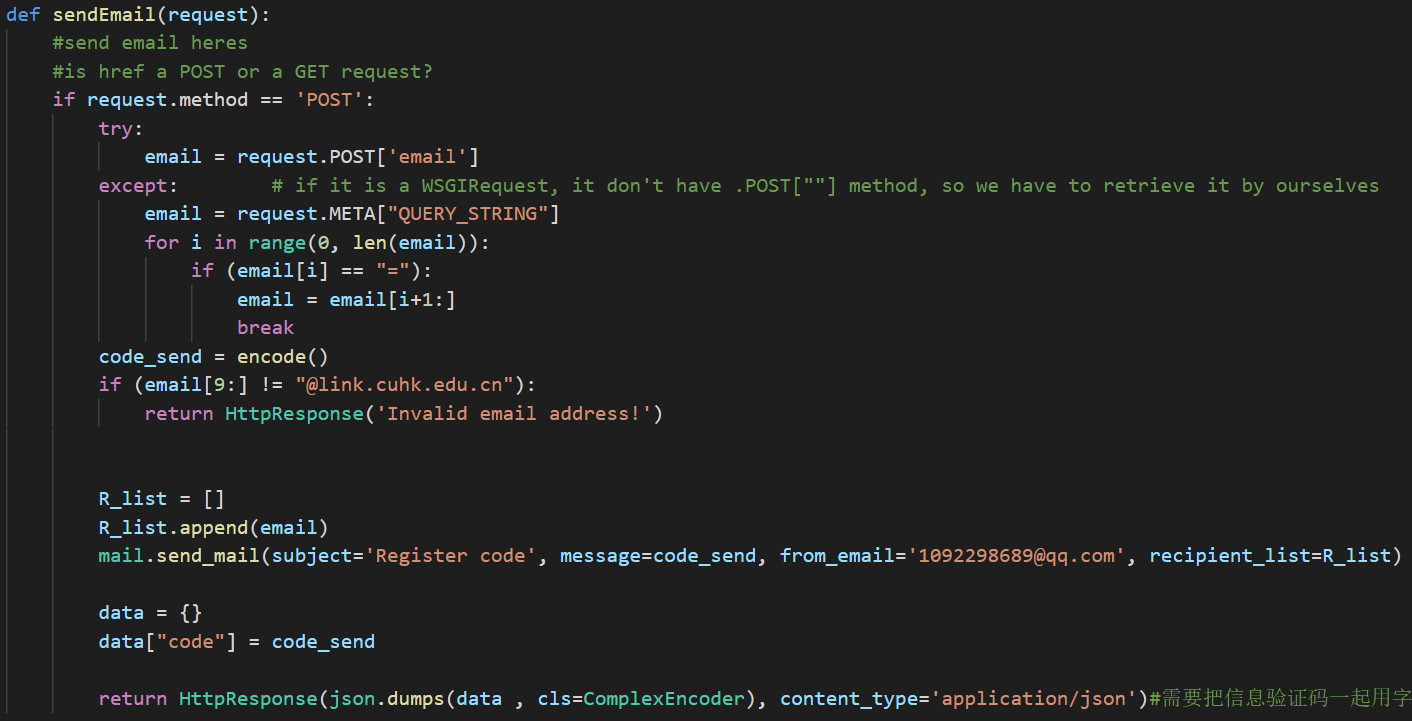 def sendEmail(request):
#send email heres
#is href a POST or a GET request?
if request.method == 'POST':
try:
email = request.POST['email']
except: # if it is a WSGIRequest, it don't have .POST[""] method, so we have to retrieve it by ourselves
email = request.META["QUERY_STRING"]
for i in range(0, len(email)):
if (email[i] == "="):
email = email[i+1:]
break
code_send = encode()
if (email[9:] != "@link.cuhk.edu.cn"):
return HttpResponse('Invalid email address!')
R_list = []
R_list.append(email)
mail.send_mail(subject='Register code', message=code_send, from_email='1092298689@qq.com', recipient_list=R_list)
data = {}
data["code"] = code_send
return HttpResponse(json.dumps(data , cls=ComplexEncoder), content_type='application/json')#需要把信息验证码一起用字